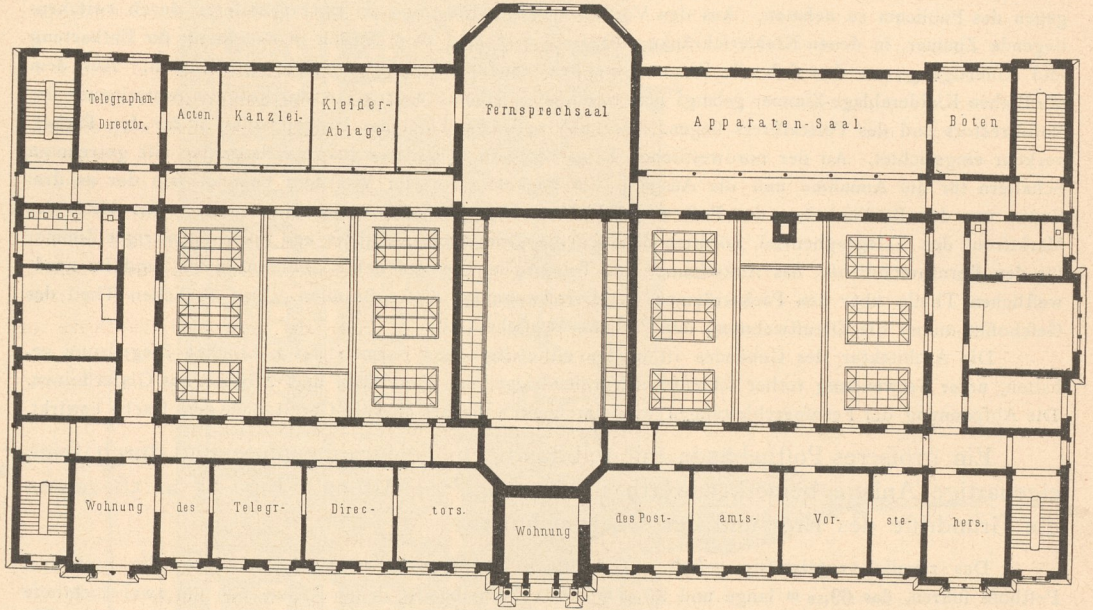 Telegraphen-
Director.
Acten.
Kanzlei-
Kleider-
Ablage
Fernsprechsaal
Apparaten-Saal.
Boten
Wohnung
des
Telegr-
Direc-
tors.
Wohnung
des Post-
amts-
Vor-
ste-
hers.